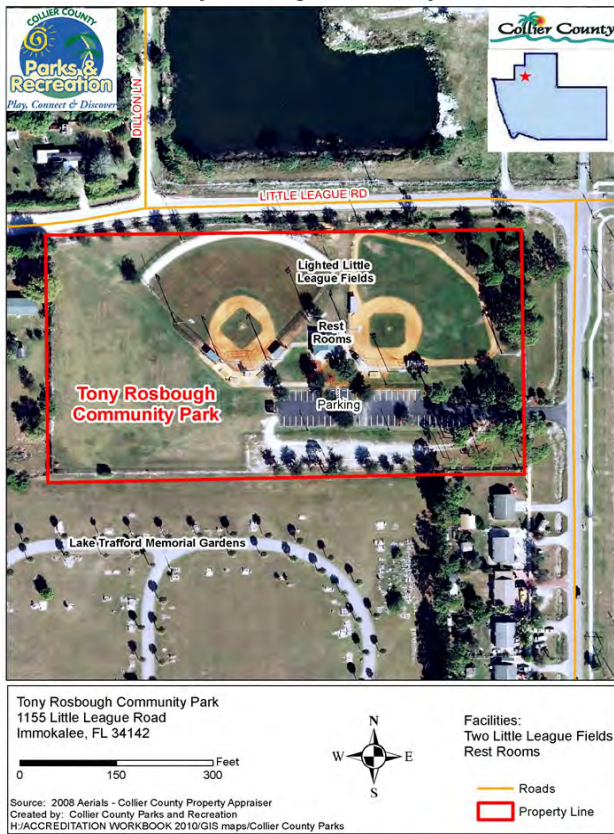 COLLIER COUNTY
Parks &
Recreation
Play, Connect & Discover
Collier County
DILLON LN
LITTLE LEAGUE RD
Lighted Little
League Fields
Rest
Rooms
Tony Rosbough
Community Park
Parking
Lake Trafford Memorial Gardens
Tony Rosbough Community Park
1155 Little League Road
Immokalee, FL 34142
Feet
0 150 300
N
W E
S
Facilities:
Two Little League Fields
Rest Rooms
Roads
Property Line
Source: 2008 Aerials - Collier County Property Appraiser
Created by: Collier County Parks and Recreation
H:/ACCREDITATION WORKBOOK 2010/GIS maps/Collier County Parks